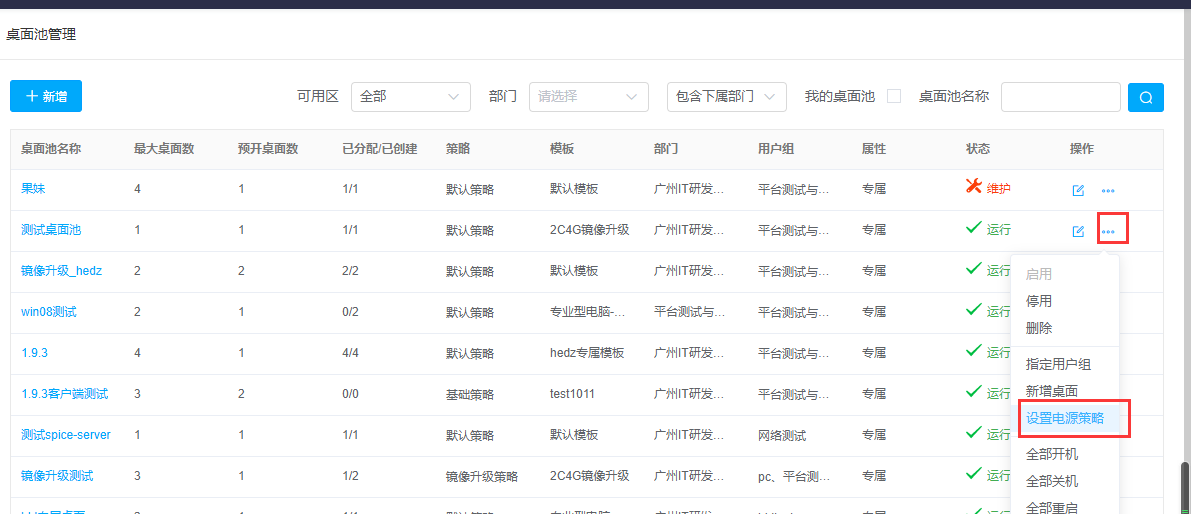 桌面池管理
新增 可用区 全部 部门 请选择 包含下属部门 我的桌面池 桌面池名称
桌面池名称 最大桌面数 预开桌面数 已分配/已创建 策略 模板 部门 用户组 属性 状态 操作
果妹 4 1 1/1 默认策略 默认模板 广州IT研发... 平台测试与... 专属 维护
测试桌面池 1 1 1/1 默认策略 2C4G镜像升级 广州IT研发... 平台测试与... 专属 运行
镜像升级_hedz 2 2 2/2 默认策略 默认模板 广州IT研发... 平台测试与... 专属 运行
启用
停用
删除
win08测试 2 1 0/2 默认策略 专业型电脑-... 平台测试与... 平台测试与... 专属 运行
1.9.3 4 1 4/4 默认策略 hedz专属模板 广州IT研发... 平台测试与... 专属 运行
指定用户组
1.9.3客户端测试 3 2 0/0 基础策略 test1011 广州IT研发... 平台测试与... 专属 运行
新增桌面
设置电源策略
测试spice-server 1 1 1/1 默认策略 默认模板 广州IT研发... 网络测试 专属 运行
全部开机
镜像升级测试 3 1 1/2 镜像升级策略 2C4G镜像升级 广州IT研发... pc、平台测... 专属 运行
全部关机
全部重启